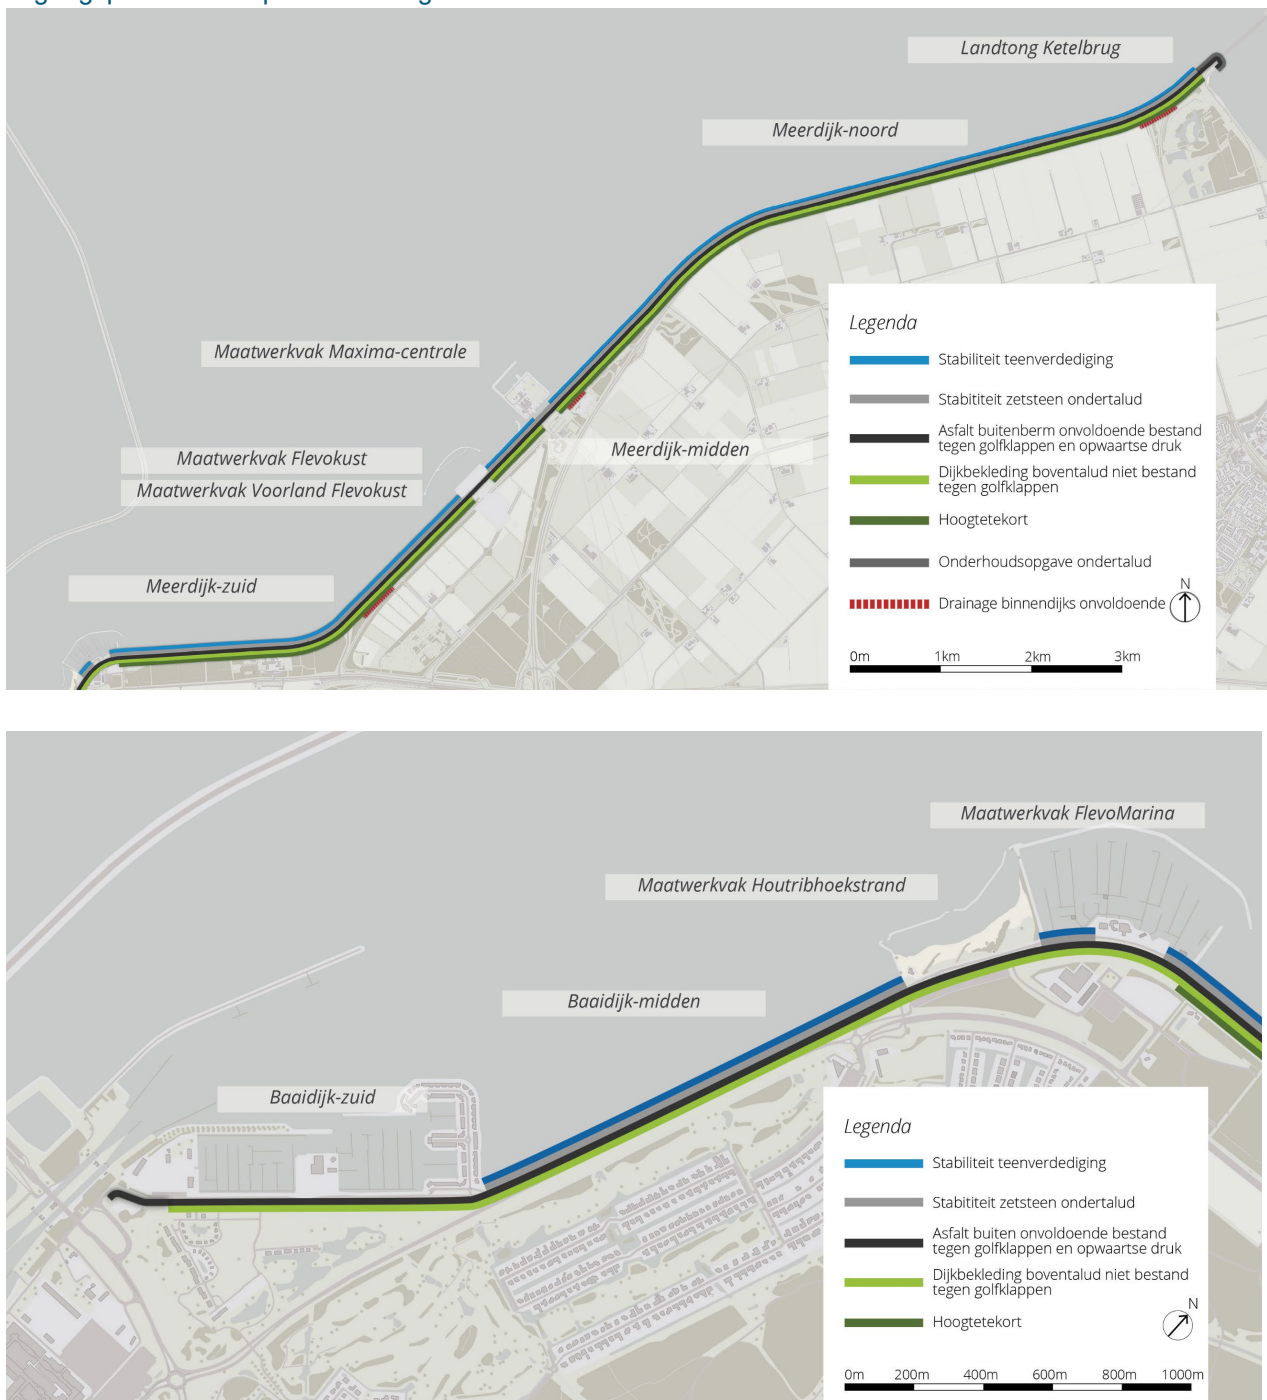 Landtong Ketelbrug
Meerdijk-noord
Maatwerkvak Maxima-centrale
Meerdijk-midden
Maatwerkvak Flevokust
Maatwerkvak Voorland Flevokust
Meerdijk-zuid
Legenda
Stabiliteit teenverdediging
Stabititeit zetsteen ondertalud
Asfalt buitenberm onvoldoende bestand
tegen golfklappen en opwaartse druk
Dijkbekleding boventalud niet bestand
tegen golfklappen
Hoogtetekort
Onderhoudsopgave ondertalud
Drainage binnendijks onvoldoende
N
0m 1km 2km 3km
Maatwerkvak FlevoMarina
Maatwerkvak Houtribhoekstrand
Baaidijk-midden
Baaidijk-zuid
Legenda
Stabiliteit teenverdediging
Stabititeit zetsteen ondertalud
Asfalt buiten onvoldoende bestand
tegen golfklappen en opwaartse druk
Dijkbekleding boventalud niet bestand
tegen golfklappen
Hoogtetekort
N
0m 200m 400m 600m 800m 1000m